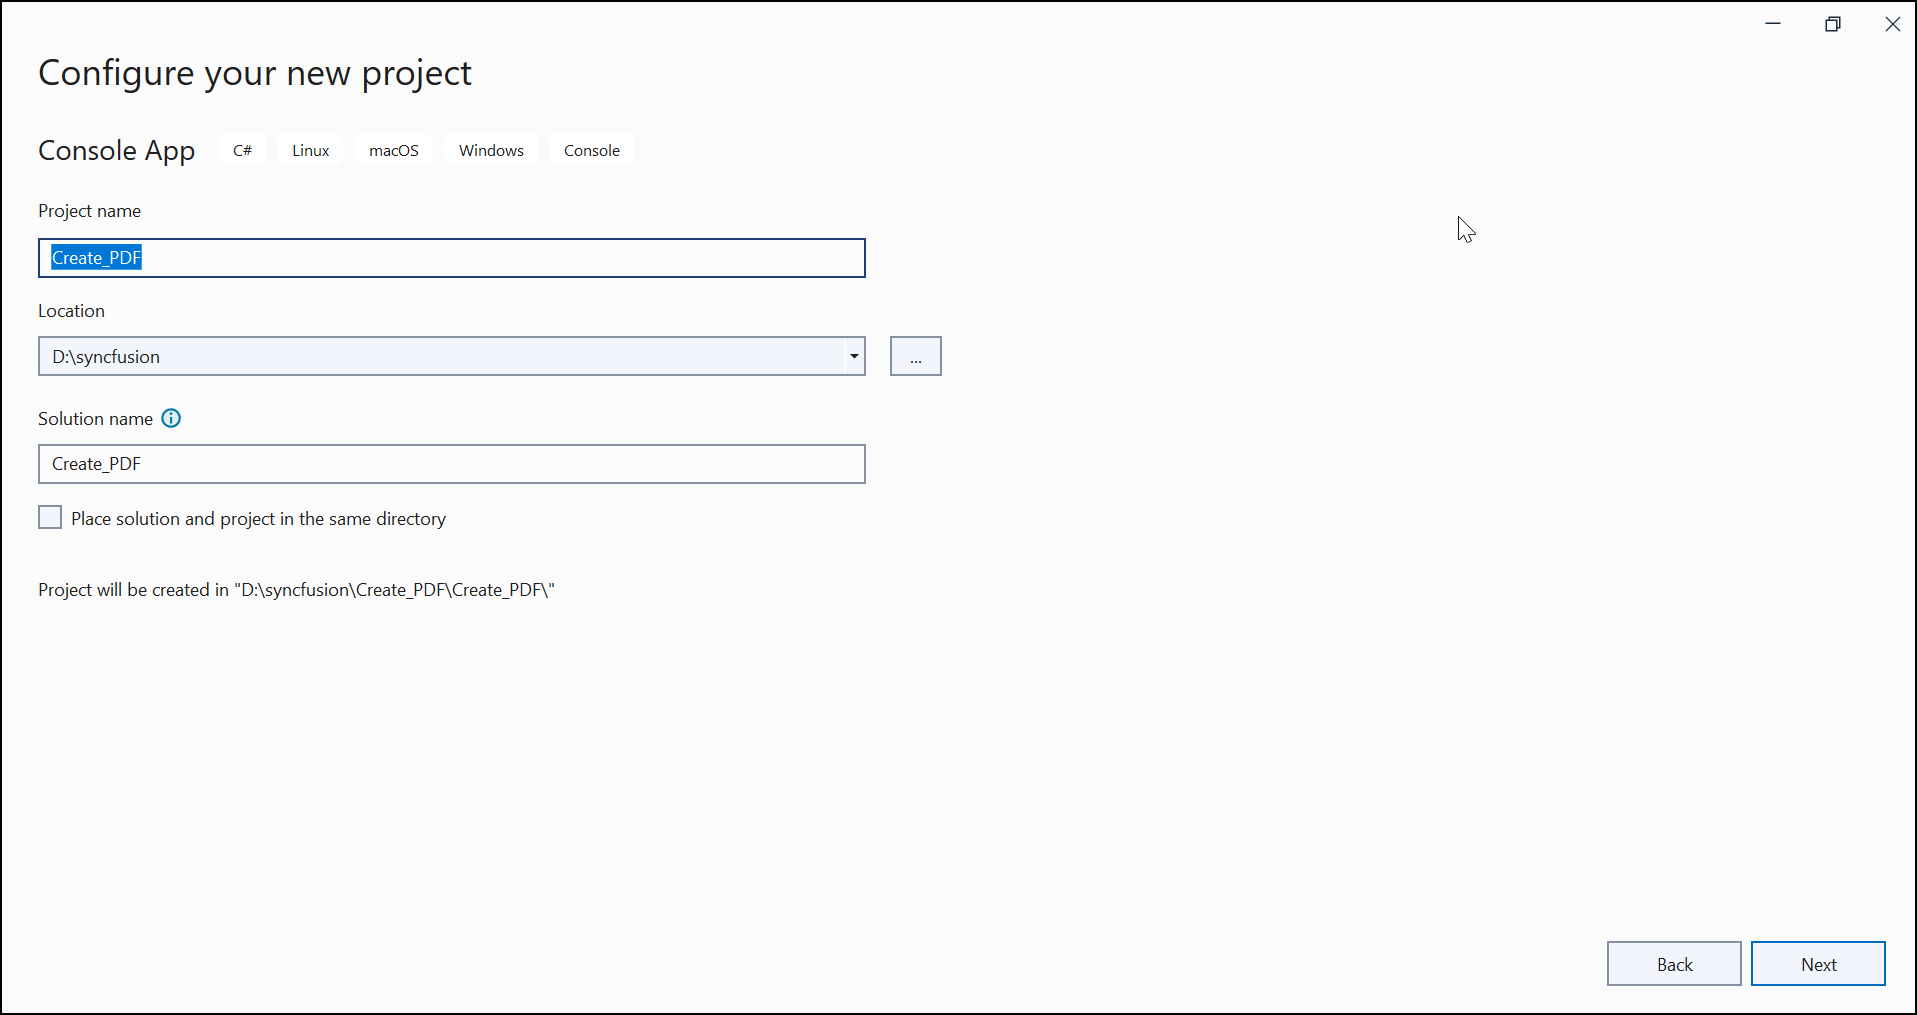 Configure your new project
Console App C# Linux macOS Windows Console
Project name
Create_PDF
Location
D:\syncfusion
...
Solution name
Create_PDF
Place solution and project in the same directory
Project will be created in "D:\syncfusion\Create_PDF\Create_PDF\"
Back Next